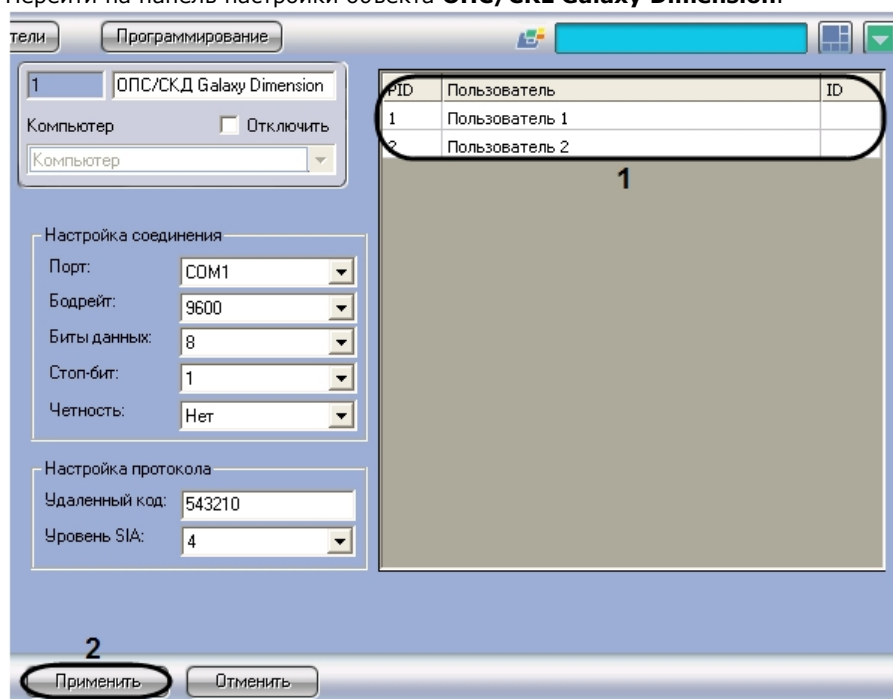 Перейти на панель настройки объекта ОПС/СКД Galaxy Dimension.
тели Программирование
1 ОПС/СКД Galaxy Dimension
Компьютер Отключить
Компьютер
PID Пользователь ID
1 Пользователь 1
2 Пользователь 2
1
Настройка соединения
Порт: COM1
Бодрейт: 9600
Биты данных: 8
Стоп-бит: 1
Четность: Нет
Настройка протокола
Удаленный код: 543210
Уровень SIA: 4
2
Применить Отменить